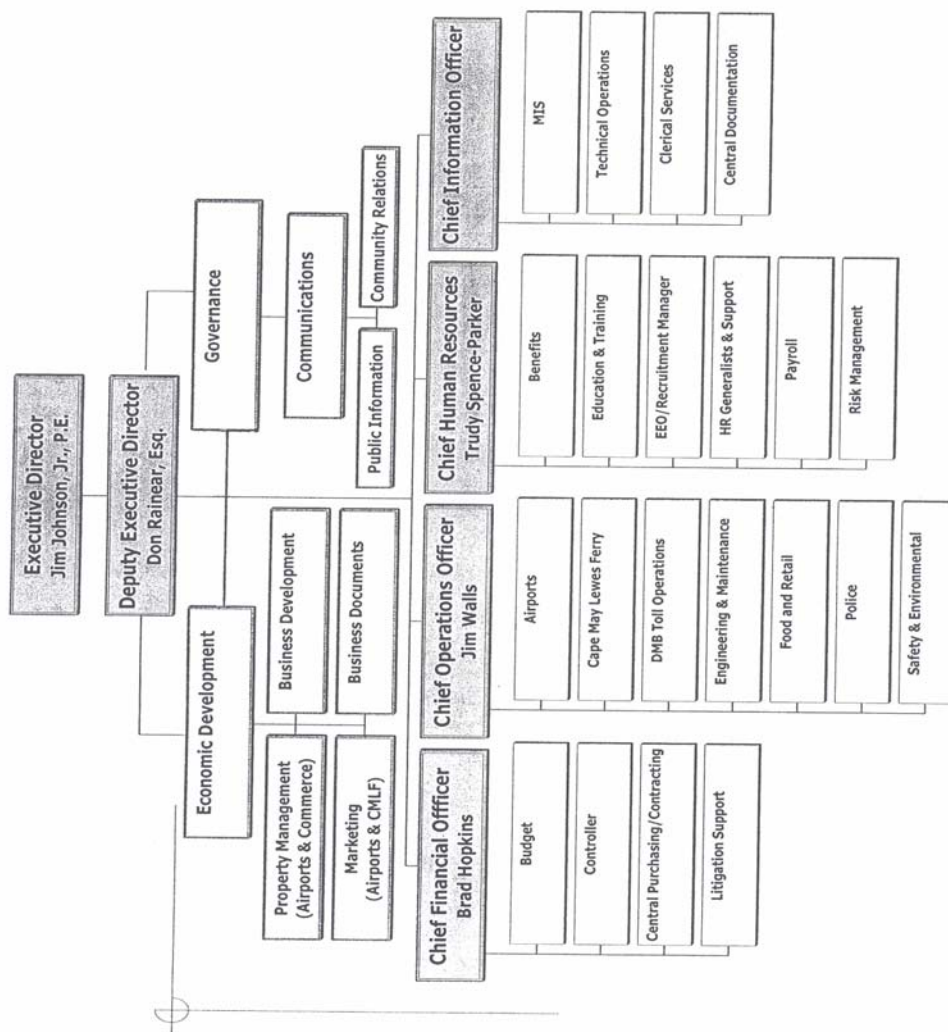 Executive Director
Jim Johnson, Jr., P.E.
Deputy Executive Director
Don Rainear, Esq.
Economic Development
Governance
Property Management
(Airports & Commerce)
Business Development
Marketing
(Airports & CMLF)
Business Documents
Communications
Public Information
Community Relations
Chief Financial Offficer
Brad Hopkins
Budget
Controller
Central Purchasing/Contracting
Litigation Support
Chief Operations Officer
Jim Walls
Airports
Cape May Lewes Ferry
DMB Toll Operations
Engineering & Maintenance
Food and Retail
Police
Safety & Environmental
Chief Human Resources
Trudy Spence-Parker
Benefits
Education & Training
EEO/Recruitment Manager
HR Generalists & Support
Payroll
Risk Management
Chief Information Officer
MIS
Technical Operations
Clerical Services
Central Documentation